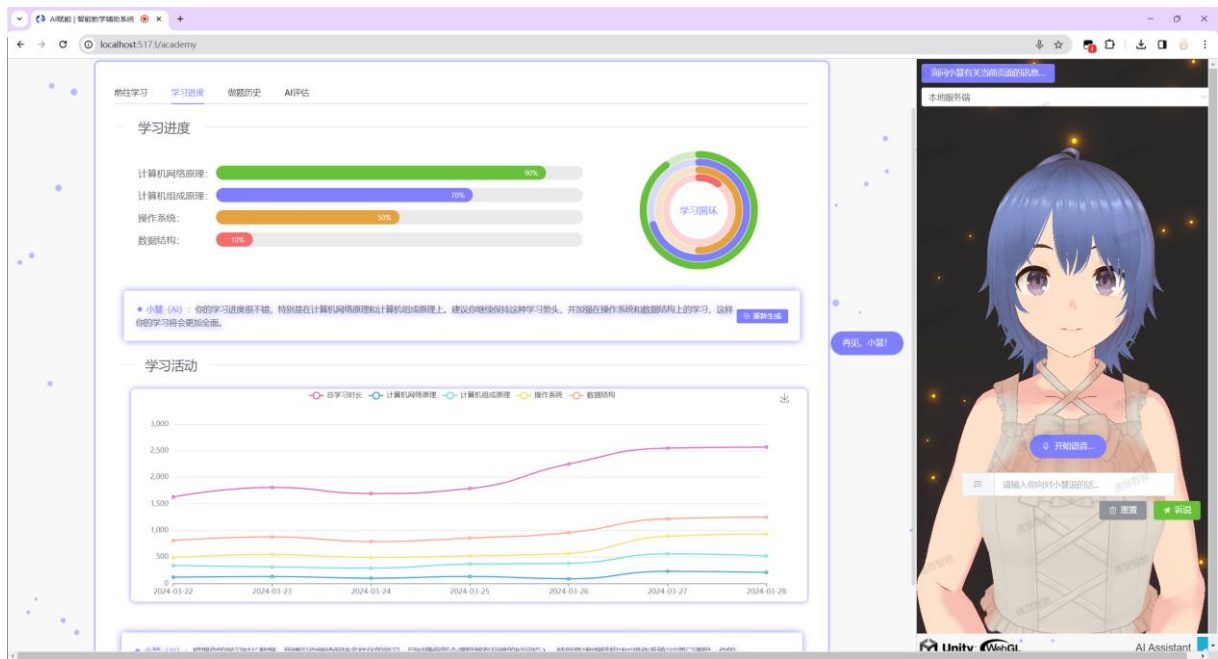 AI赋能 | 智能教学辅助系统
localhost:5173/academy
前往学习 学习进度 做题历史 AI评估
学习进度
计算机网络原理: 90%
计算机组成原理: 70%
操作系统: 50%
数据结构: 10%
学习圆环
小慧 (AI) : 你的学习进度很不错，特别是在计算机网络原理和计算机组成原理上。建议你继续保持这种学习势头，并加强在操作系统和数据结构上的学习，这样
你的学习将会更加全面。
重新生成
学习活动
总学习时长 计算机网络原理 计算机组成原理 操作系统 数据结构
3,000
2,500
2,000
1,500
1,000
500
0
2024-03-22 2024-03-23 2024-03-24 2024-03-25 2024-03-26 2024-03-27 2024-03-28
再见，小慧！
询问小慧有关当前页面的讯息...
本地服务端
开始语音...
请输入你向对小慧说的话...
重置 诉说
Unity WebGL
AI Assistant